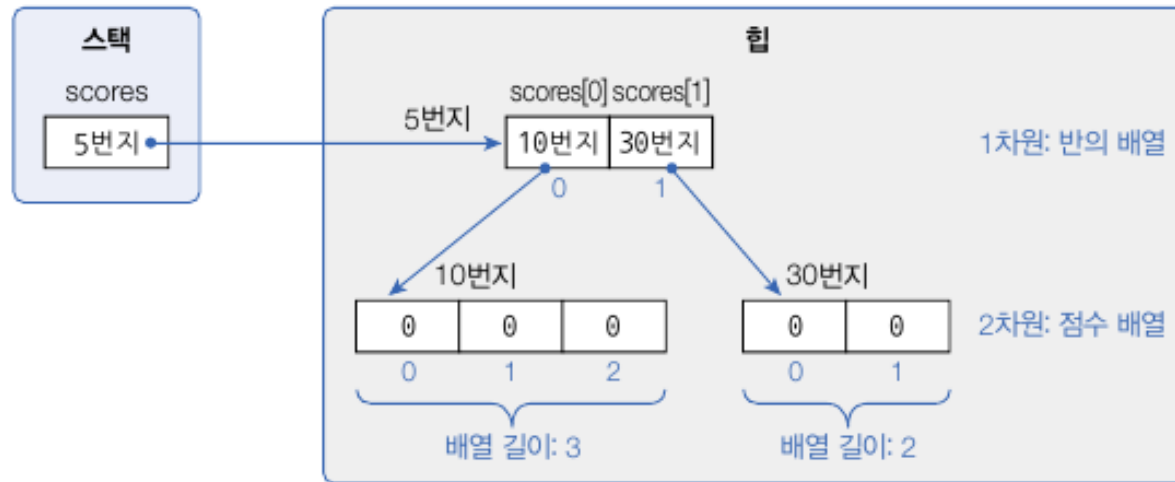 스택
힙
scores
scores[0] scores[1]
5번지
5번지
10번지 30번지
1차원: 반의 배열
0 1
10번지
30번지
0 0 0
0 0
2차원: 점수 배열
0 1 2
0 1
배열 길이: 3
배열 길이: 2